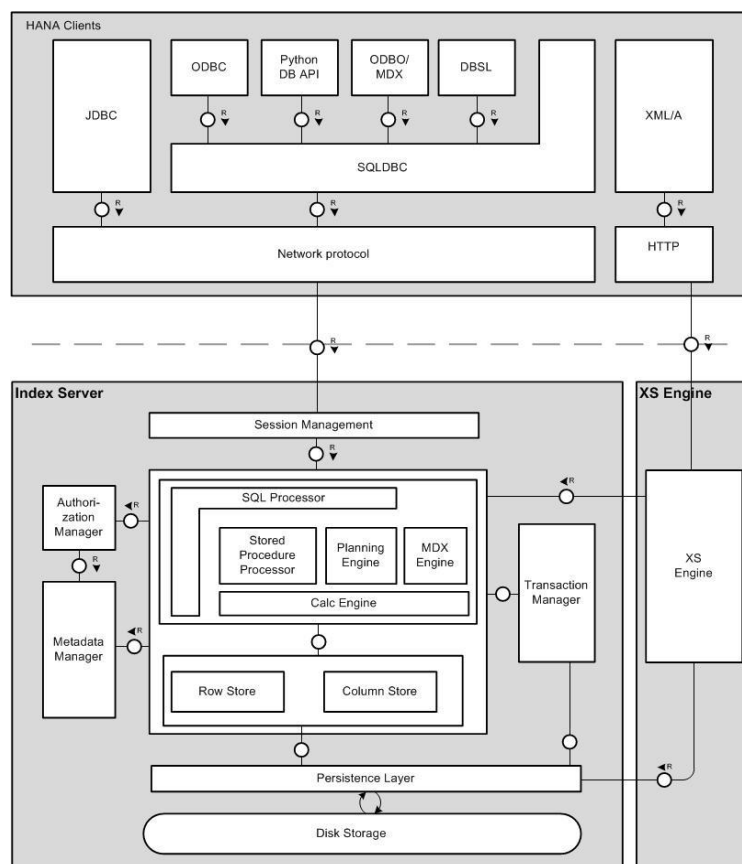 HANA Clients
JDBC
ODBC
Python
DB API
ODBO/
MDX
DBSL
XML/A
R
R
R
R
SQLDBC
R
R
R
Network protocol
HTTP
R
R
Index Server
XS Engine
Session Management
R
SQL Processor
Authori-
zation
Manager
R
R
Stored
Procedure
Processor
Planning
Engine
MDX
Engine
Calc Engine
Transaction
Manager
XS
Engine
R
Metadata
Manager
R
Row Store
Column Store
R
Persistence Layer
Disk Storage